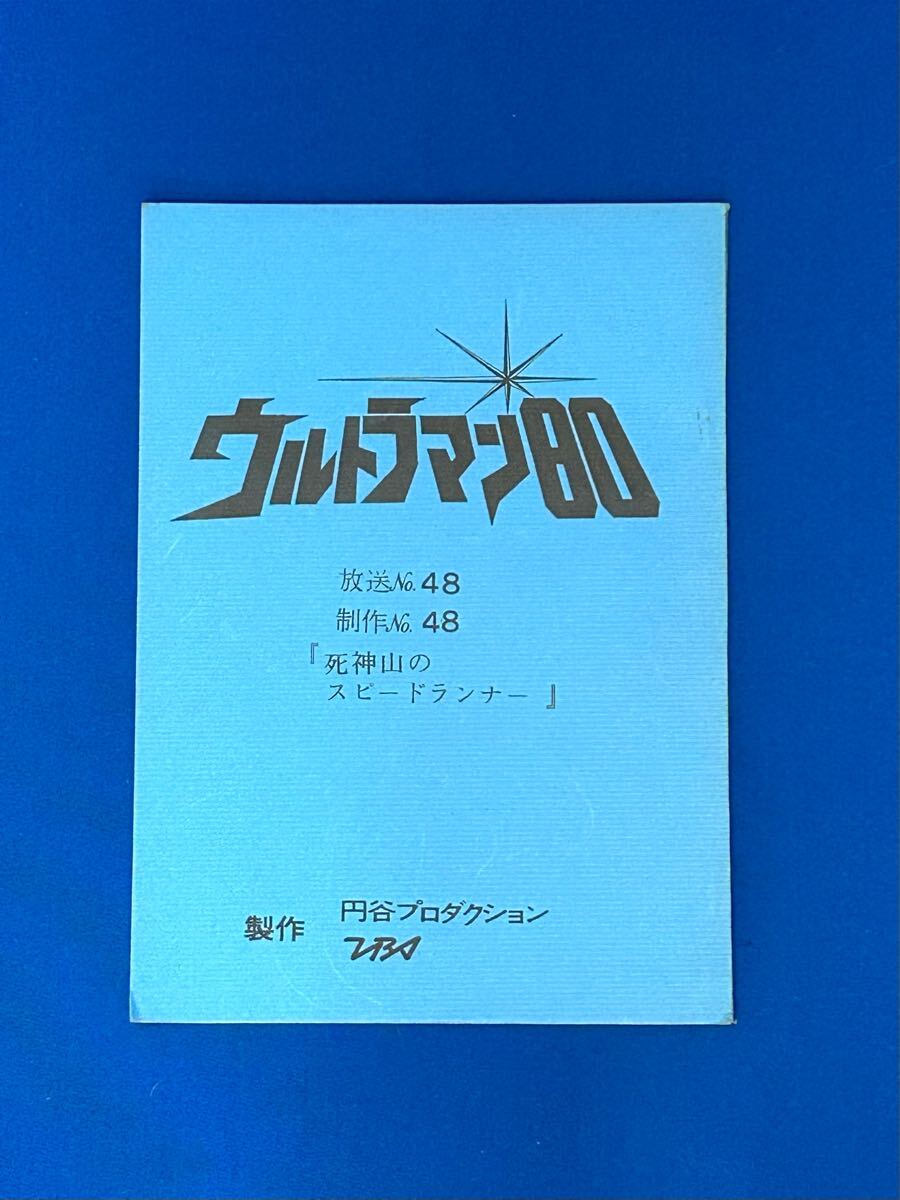 ウルトラマン80
放送No. 48
制作No. 48
『死神山の
スピードランナー』
製作 円谷プロダクション